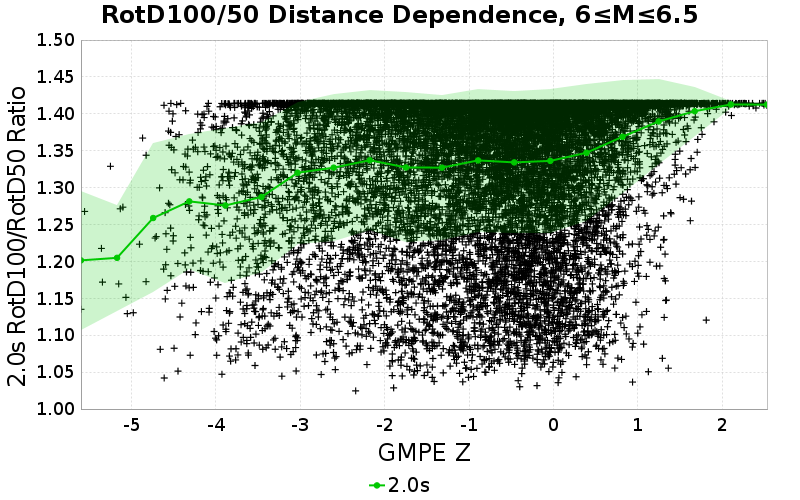 RotD100/50 Distance Dependence, 6≤M≤6.5
2.0s RotD100/RotD50 Ratio
1.50
1.45
1.40
1.35
1.30
1.25
1.20
1.15
1.10
1.05
1.00
-5 -4 -3 -2 -1 0 1 2
GMPE Z
2.0s